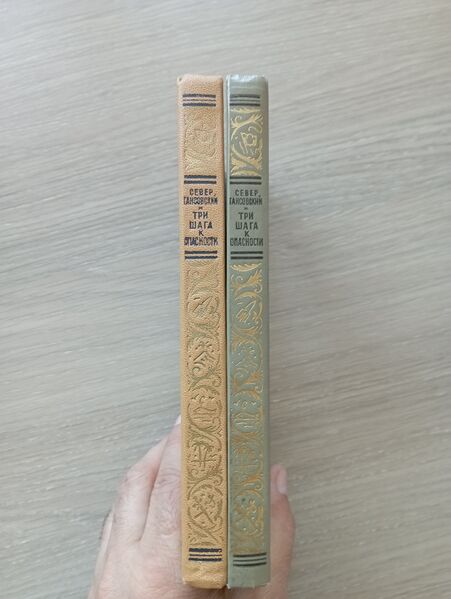 СЕВЕР
ГАНСОВСКИЙ
ТРИ
ШАГА
К
ОПАСНОСТИ
СЕВЕР
ГАНСОВСКИЙ
ТРИ
ШАГА
К
ОПАСНОСТИ